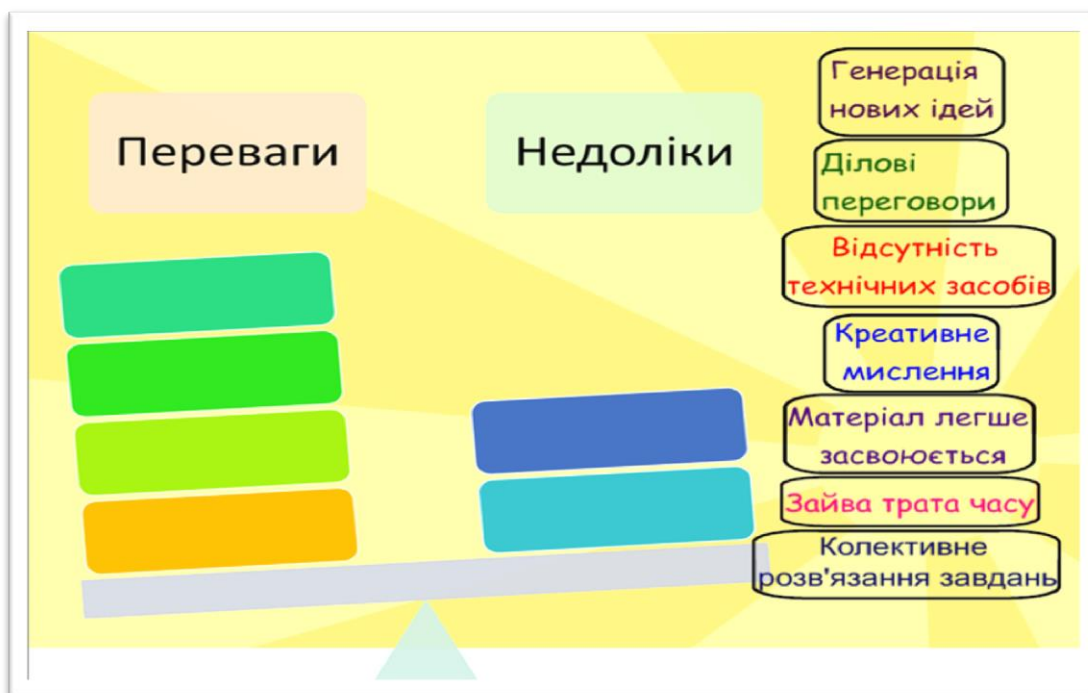 Переваги
Недоліки
Генерація
нових ідей
Ділові
переговори
Відсутність
технічних засобів
Креативне
мислення
Матеріал легше
засвоюється
Зайва трата часу
Колективне
розв'язання завдань